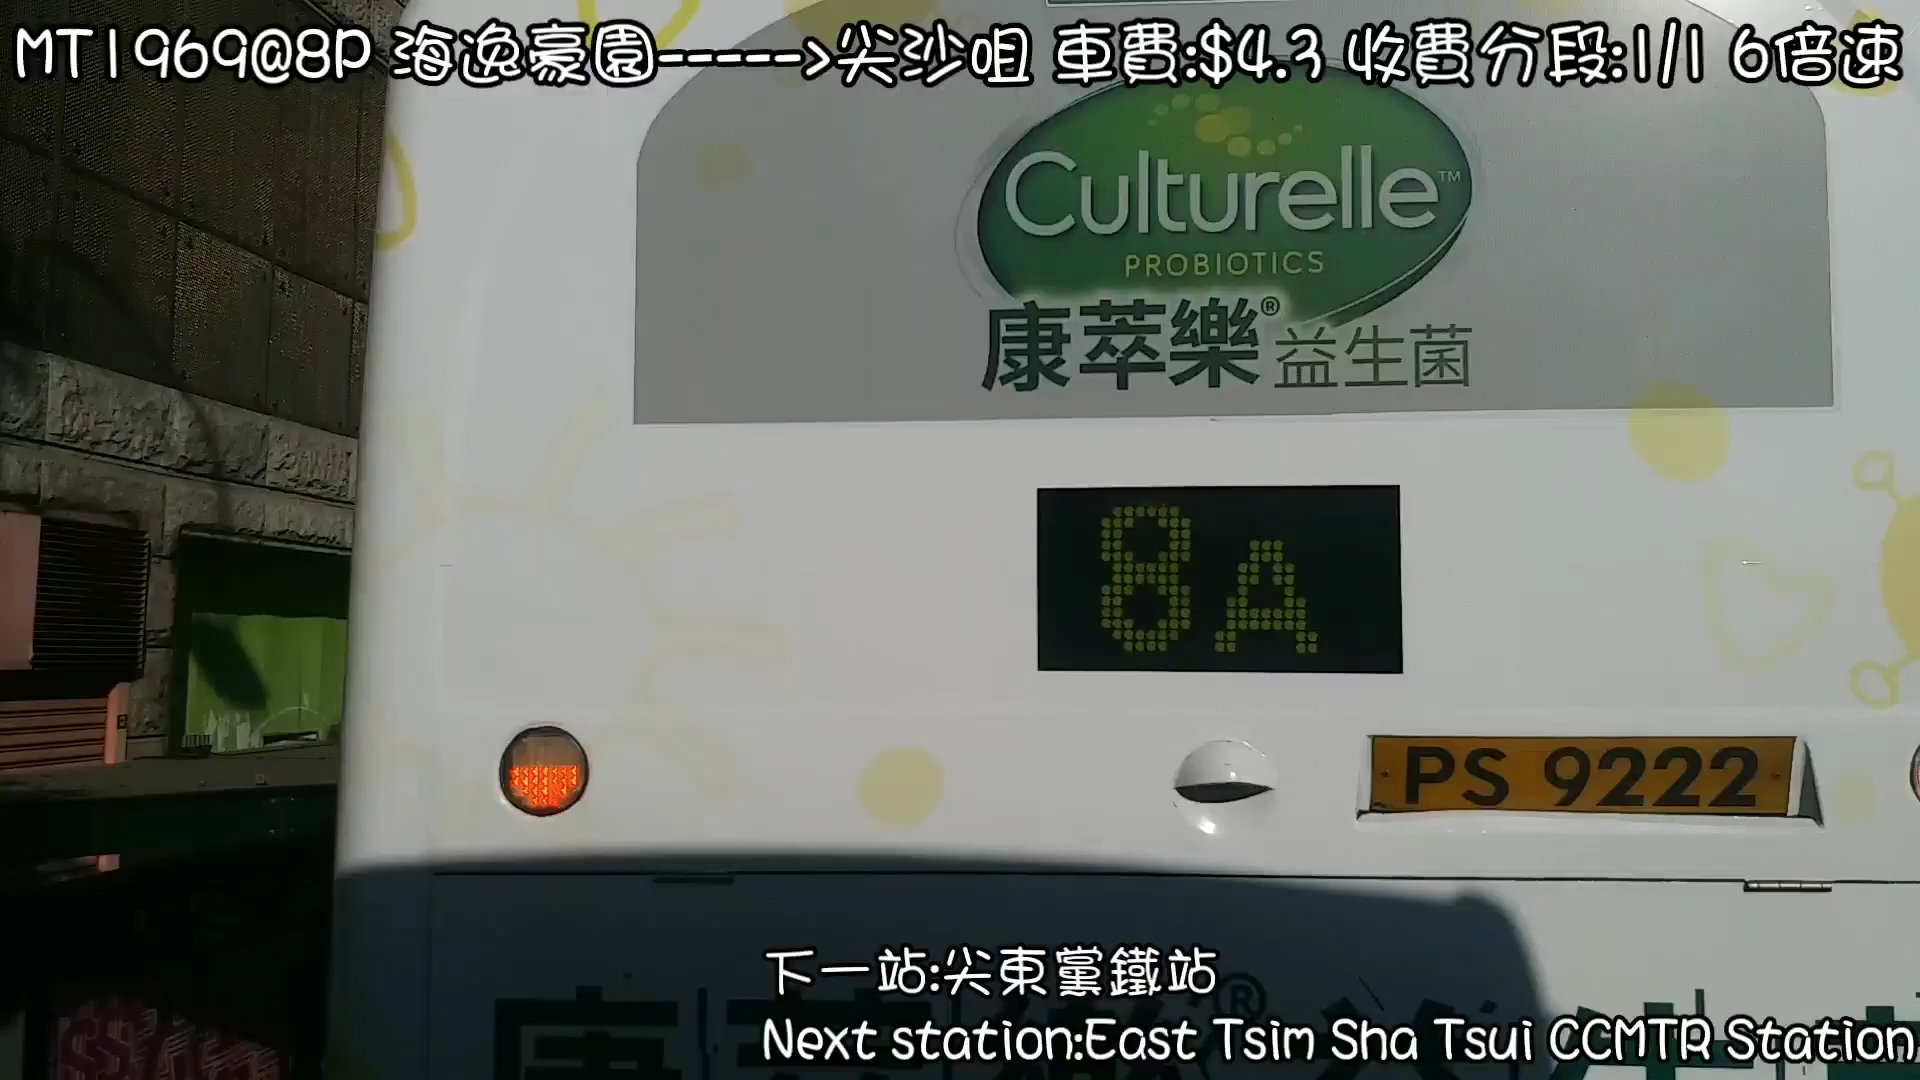 MT1969@8P 海逸豪園----->尖沙咀 車費:$4.3 收費分段:1/1 6倍速
Culturelle™
PROBIOTICS
康萃樂®益生菌
8A
PS 9222
下一站:尖東黨鐵站
Next station:East Tsim Sha Tsui CCMTR Station